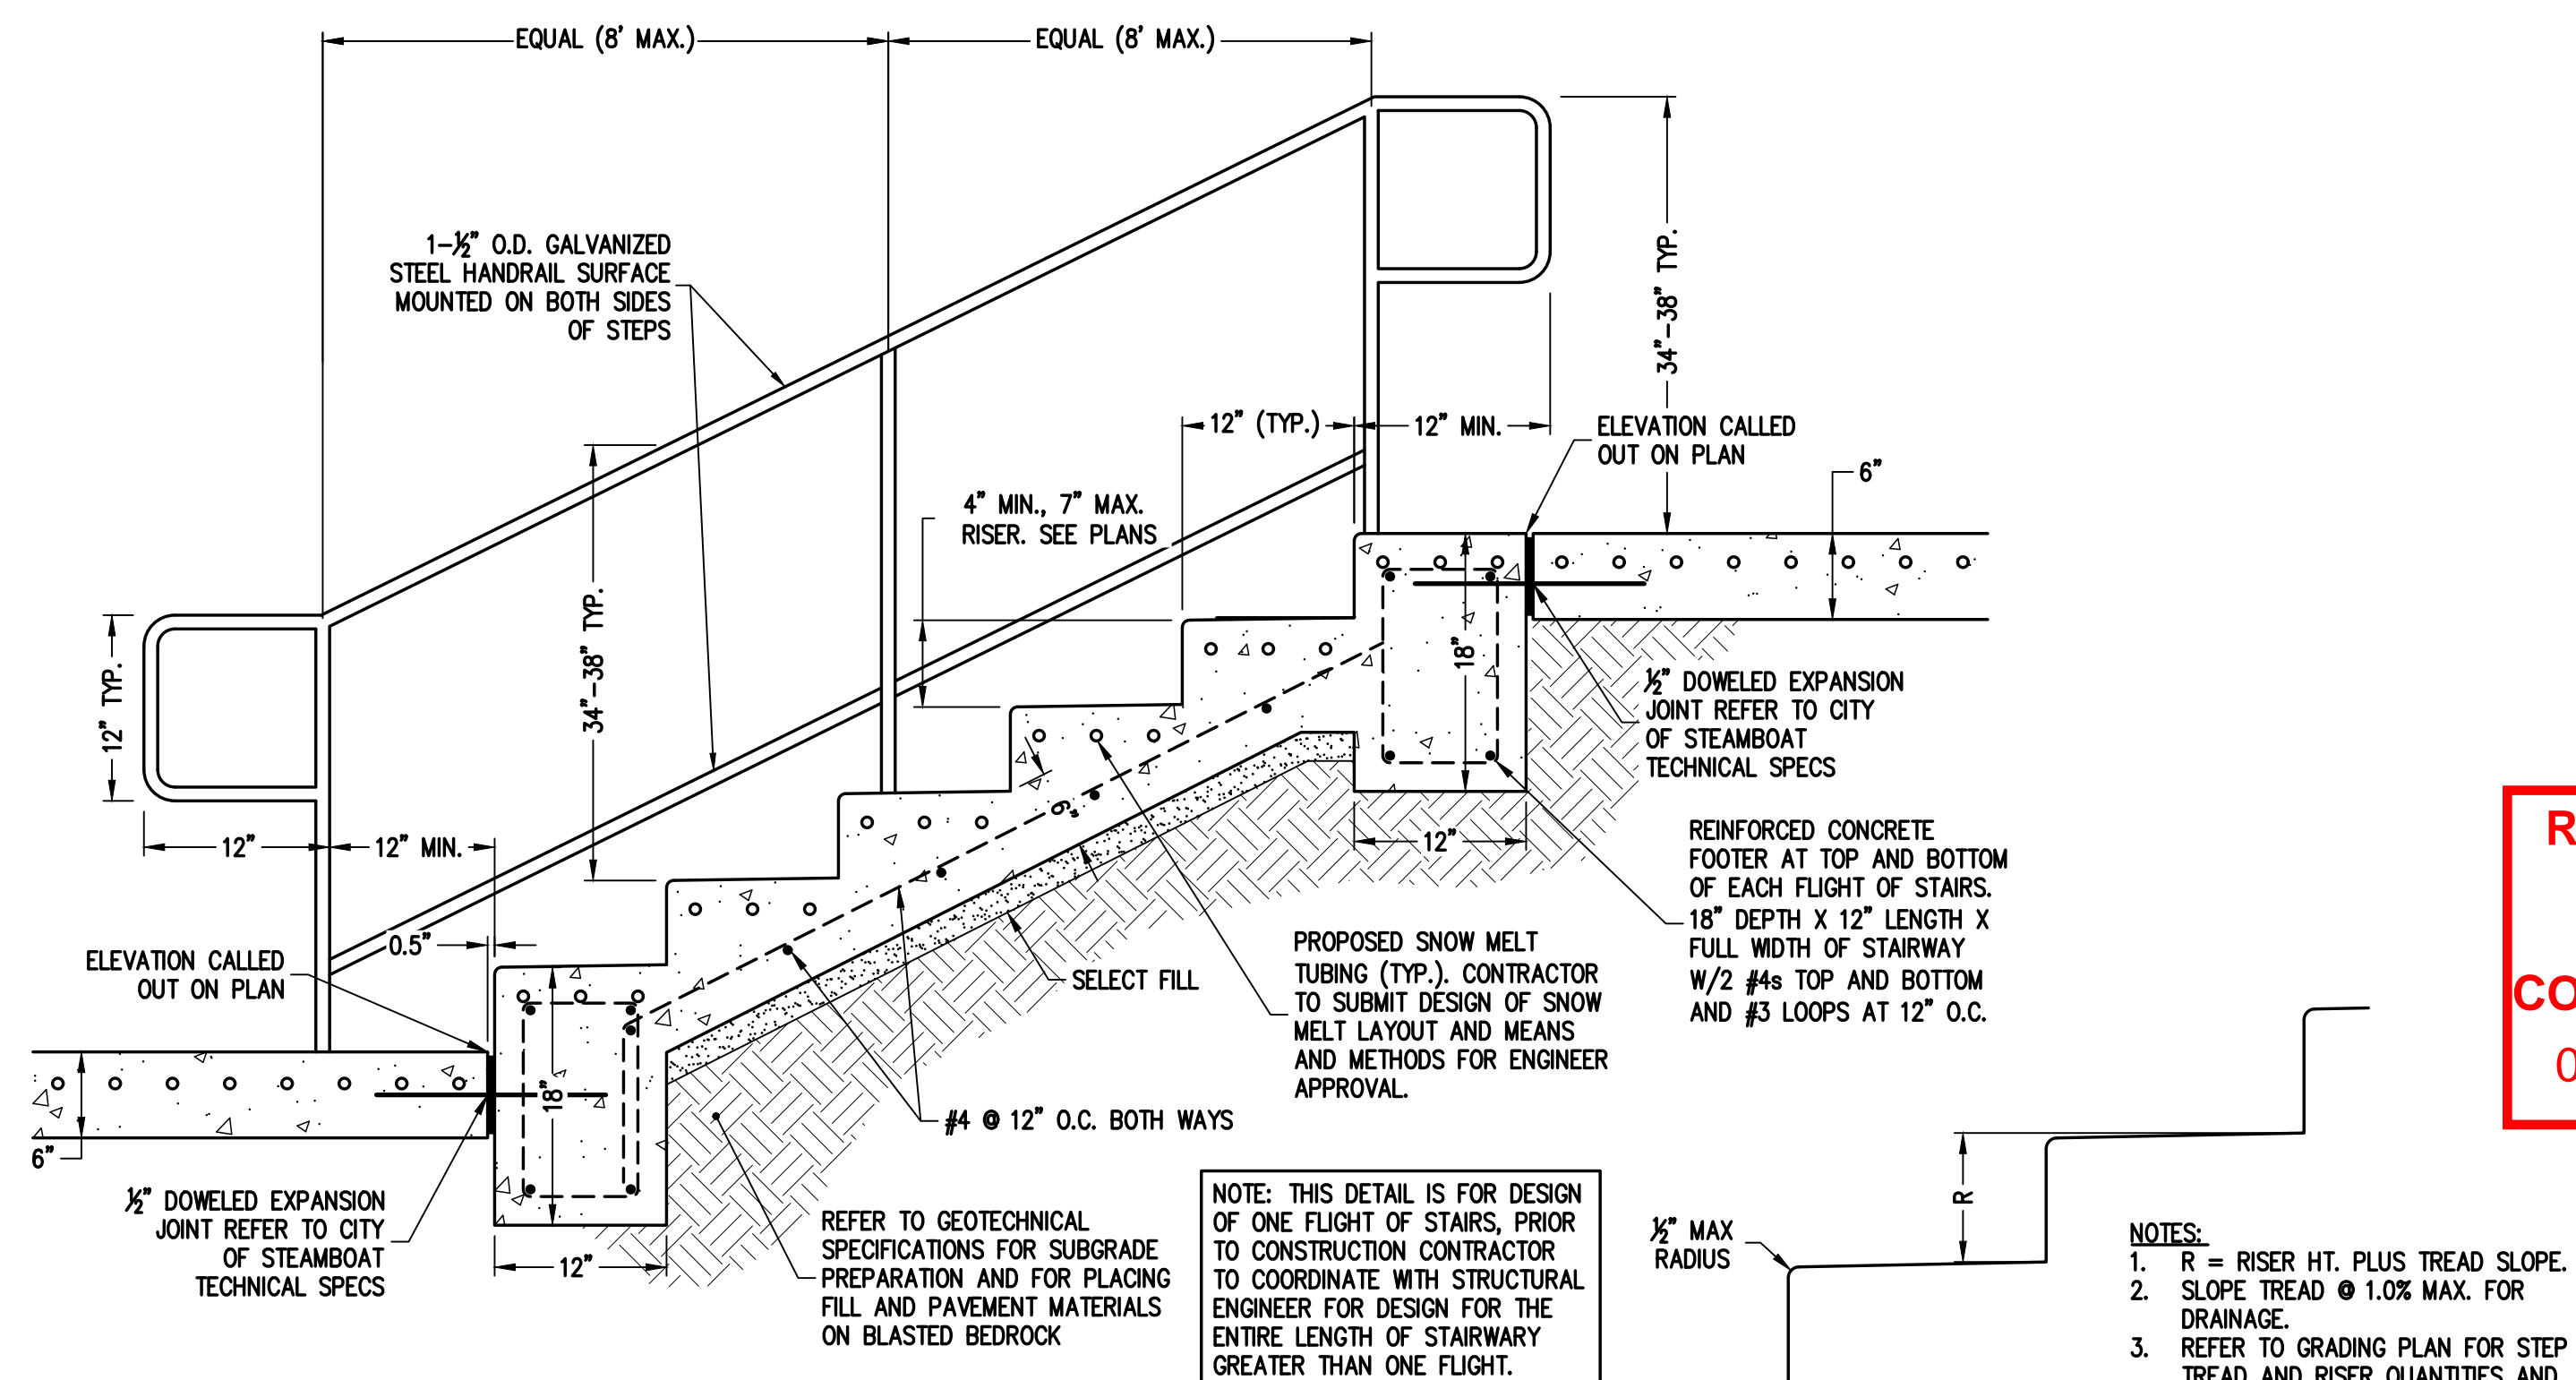 EQUAL (8' MAX.)
EQUAL (8' MAX.)
1-½" O.D. GALVANIZED
STEEL HANDRAIL SURFACE
MOUNTED ON BOTH SIDES
OF STEPS
34"-38" TYP.
12" (TYP.)
12" MIN.
ELEVATION CALLED
OUT ON PLAN
6"
4" MIN., 7" MAX.
RISER. SEE PLANS
34"-38" TYP.
12" TYP.
18"
½" DOWELED EXPANSION
JOINT REFER TO CITY
OF STEAMBOAT
TECHNICAL SPECS
12"
12" MIN.
6"
12"
REINFORCED CONCRETE
FOOTER AT TOP AND BOTTOM
OF EACH FLIGHT OF STAIRS.
18" DEPTH X 12" LENGTH X
FULL WIDTH OF STAIRWAY
W/2 #4s TOP AND BOTTOM
AND #3 LOOPS AT 12" O.C.
0.5"
ELEVATION CALLED
OUT ON PLAN
SELECT FILL
PROPOSED SNOW MELT
TUBING (TYP.). CONTRACTOR
TO SUBMIT DESIGN OF SNOW
MELT LAYOUT AND MEANS
AND METHODS FOR ENGINEER
APPROVAL.
18"
#4 @ 12" O.C. BOTH WAYS
6"
½" DOWELED EXPANSION
JOINT REFER TO CITY
OF STEAMBOAT
TECHNICAL SPECS
12"
REFER TO GEOTECHNICAL
SPECIFICATIONS FOR SUBGRADE
PREPARATION AND FOR PLACING
FILL AND PAVEMENT MATERIALS
ON BLASTED BEDROCK
NOTE: THIS DETAIL IS FOR DESIGN
OF ONE FLIGHT OF STAIRS, PRIOR
TO CONSTRUCTION CONTRACTOR
TO COORDINATE WITH STRUCTURAL
ENGINEER FOR DESIGN FOR THE
ENTIRE LENGTH OF STAIRWARY
GREATER THAN ONE FLIGHT.
½" MAX
RADIUS
R
NOTES:
1. R = RISER HT. PLUS TREAD SLOPE.
2. SLOPE TREAD @ 1.0% MAX. FOR
DRAINAGE.
3. REFER TO GRADING PLAN FOR STEP
TREAD AND RISER QUANTITIES AND
R
CO
0